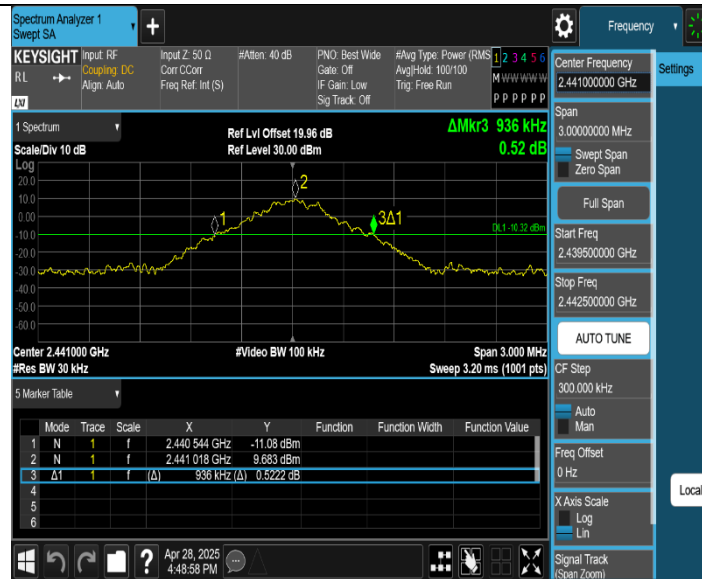 Spectrum Analyzer 1
Swept SA
+
Frequency
KEYSIGHT
RL
LXI
Input: RF
Coupling: DC
Align: Auto
Input Z: 50 Ω
Corr CCorr
Freq Ref: Int (S)
#Atten: 40 dB
PNO: Best Wide
Gate: Off
IF Gain: Low
Sig Track: Off
#Avg Type: Power (RMS
Avg|Hold: 100/100
Trig: Free Run
1 2 3 4 5 6
M W W W W W
P P P P P P
1 Spectrum
Scale/Div 10 dB
Ref Lvl Offset 19.96 dB
Ref Level 30.00 dBm
ΔMkr3 936 kHz
0.52 dB
Log
20.0
10.0
0.00
-10.0
-20.0
-30.0
-40.0
-50.0
-60.0
1
2
3Δ1
DL1 -10.32 dBm
Center 2.441000 GHz
#Video BW 100 kHz
Span 3.000 MHz
#Res BW 30 kHz
Sweep 3.20 ms (1001 pts)
5 Marker Table
Mode Trace Scale X Y Function Function Width Function Value
1 N 1 f 2.440 544 GHz -11.08 dBm
2 N 1 f 2.441 018 GHz 9.683 dBm
3 Δ1 1 f (Δ) 936 kHz (Δ) 0.5222 dB
4
5
6
?
Apr 28, 2025
4:48:58 PM
Center Frequency
2.441000000 GHz
Span
3.00000000 MHz
Swept Span
Zero Span
Full Span
Start Freq
2.439500000 GHz
Stop Freq
2.442500000 GHz
AUTO TUNE
CF Step
300.000 kHz
Auto
Man
Freq Offset
0 Hz
X Axis Scale
Log
Lin
Signal Track
(Span Zoom)
Settings
Local